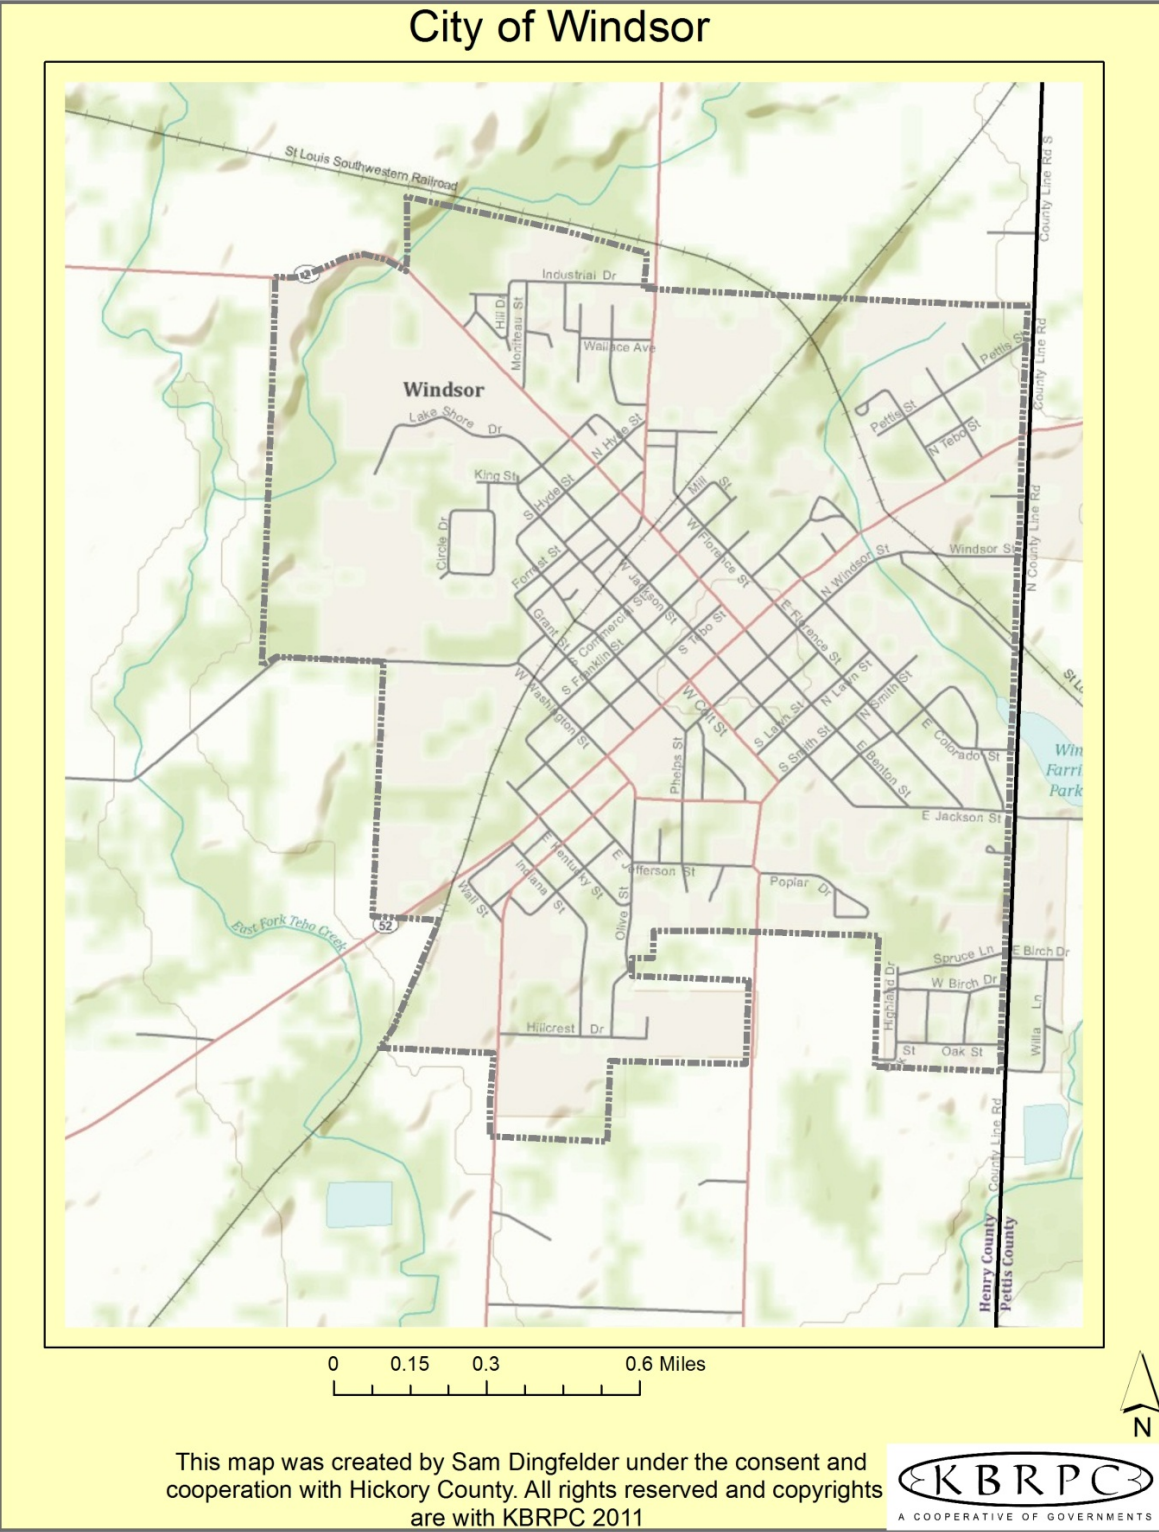 City of Windsor
St Louis Southwestern Railroad
County Line Rd S
2
Industrial Dr
Hill Dr
Moniteau St
Wallace Ave
County Line Rd
Pettis St
Windsor
Lake Shore Dr
N Hyde St
Pettis St
N Tebo St
King St
S Hyde St
Mill St
Circle Dr
W Florence St
N County Line Rd
Forrest St
N Windsor St
Windsor St
W Jackson St
Grant St
S Commercial St
S Tebo St
E Florence St
S Franklin St
W Washington St
W Colt St
N Lawn St
N Smith St
St
S Lawn St
S Smith St
E Colorado St
Phelps St
E Benton St
Win
Farri
Park
E Jackson St
E Kentucky St
E Jefferson St
Indiana St
Wall St
Poplar Dr
Olive St
52
East Fork Tebo Creek
Spruce Ln
E Birch Dr
Highland Dr
W Birch Dr
Willa Ln
Hillcrest Dr
St
Oak St
County Line Rd
Henry County
Pettis County
0 0.15 0.3 0.6 Miles
N
This map was created by Sam Dingfelder under the consent and
cooperation with Hickory County. All rights reserved and copyrights
are with KBRPC 2011
KBRPC
A COOPERATIVE OF GOVERNMENTS